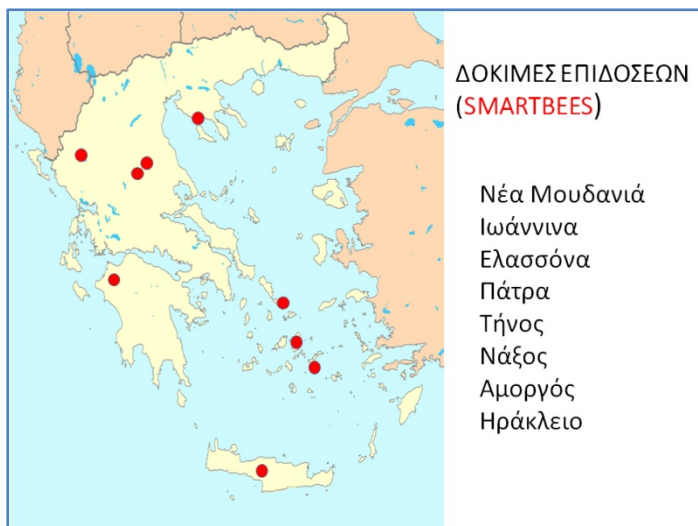 ΔΟΚΙΜΕΣ ΕΠΙΔΟΣΕΩΝ
(SMARTBEES)
Νέα Μουδανιά
Ιωάννινα
Ελασσόνα
Πάτρα
Τήνος
Νάξος
Αμοργός
Ηράκλειο